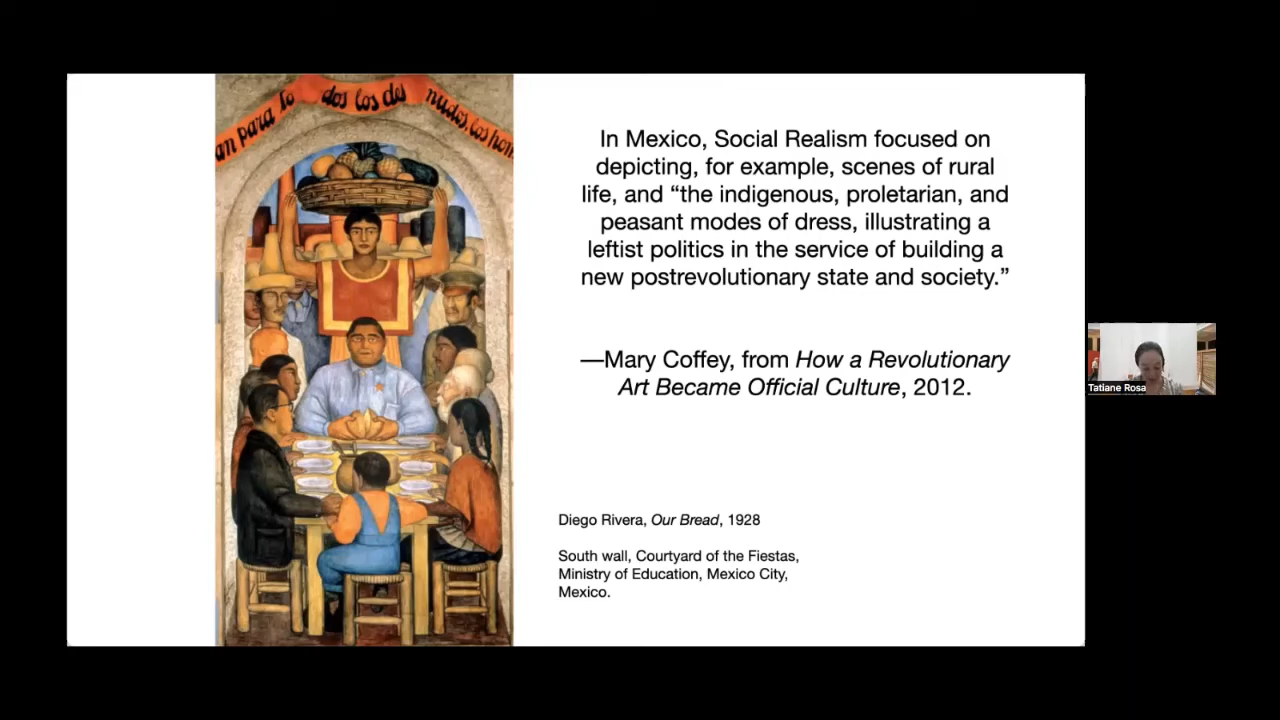 an para to dos los des nudos, los hom
In Mexico, Social Realism focused on
depicting, for example, scenes of rural
life, and “the indigenous, proletarian, and
peasant modes of dress, illustrating a
leftist politics in the service of building a
new postrevolutionary state and society.”
—Mary Coffey, from How a Revolutionary
Art Became Official Culture, 2012.
Diego Rivera, Our Bread, 1928
South wall, Courtyard of the Fiestas,
Ministry of Education, Mexico City,
Mexico.
Tatiane Rosa